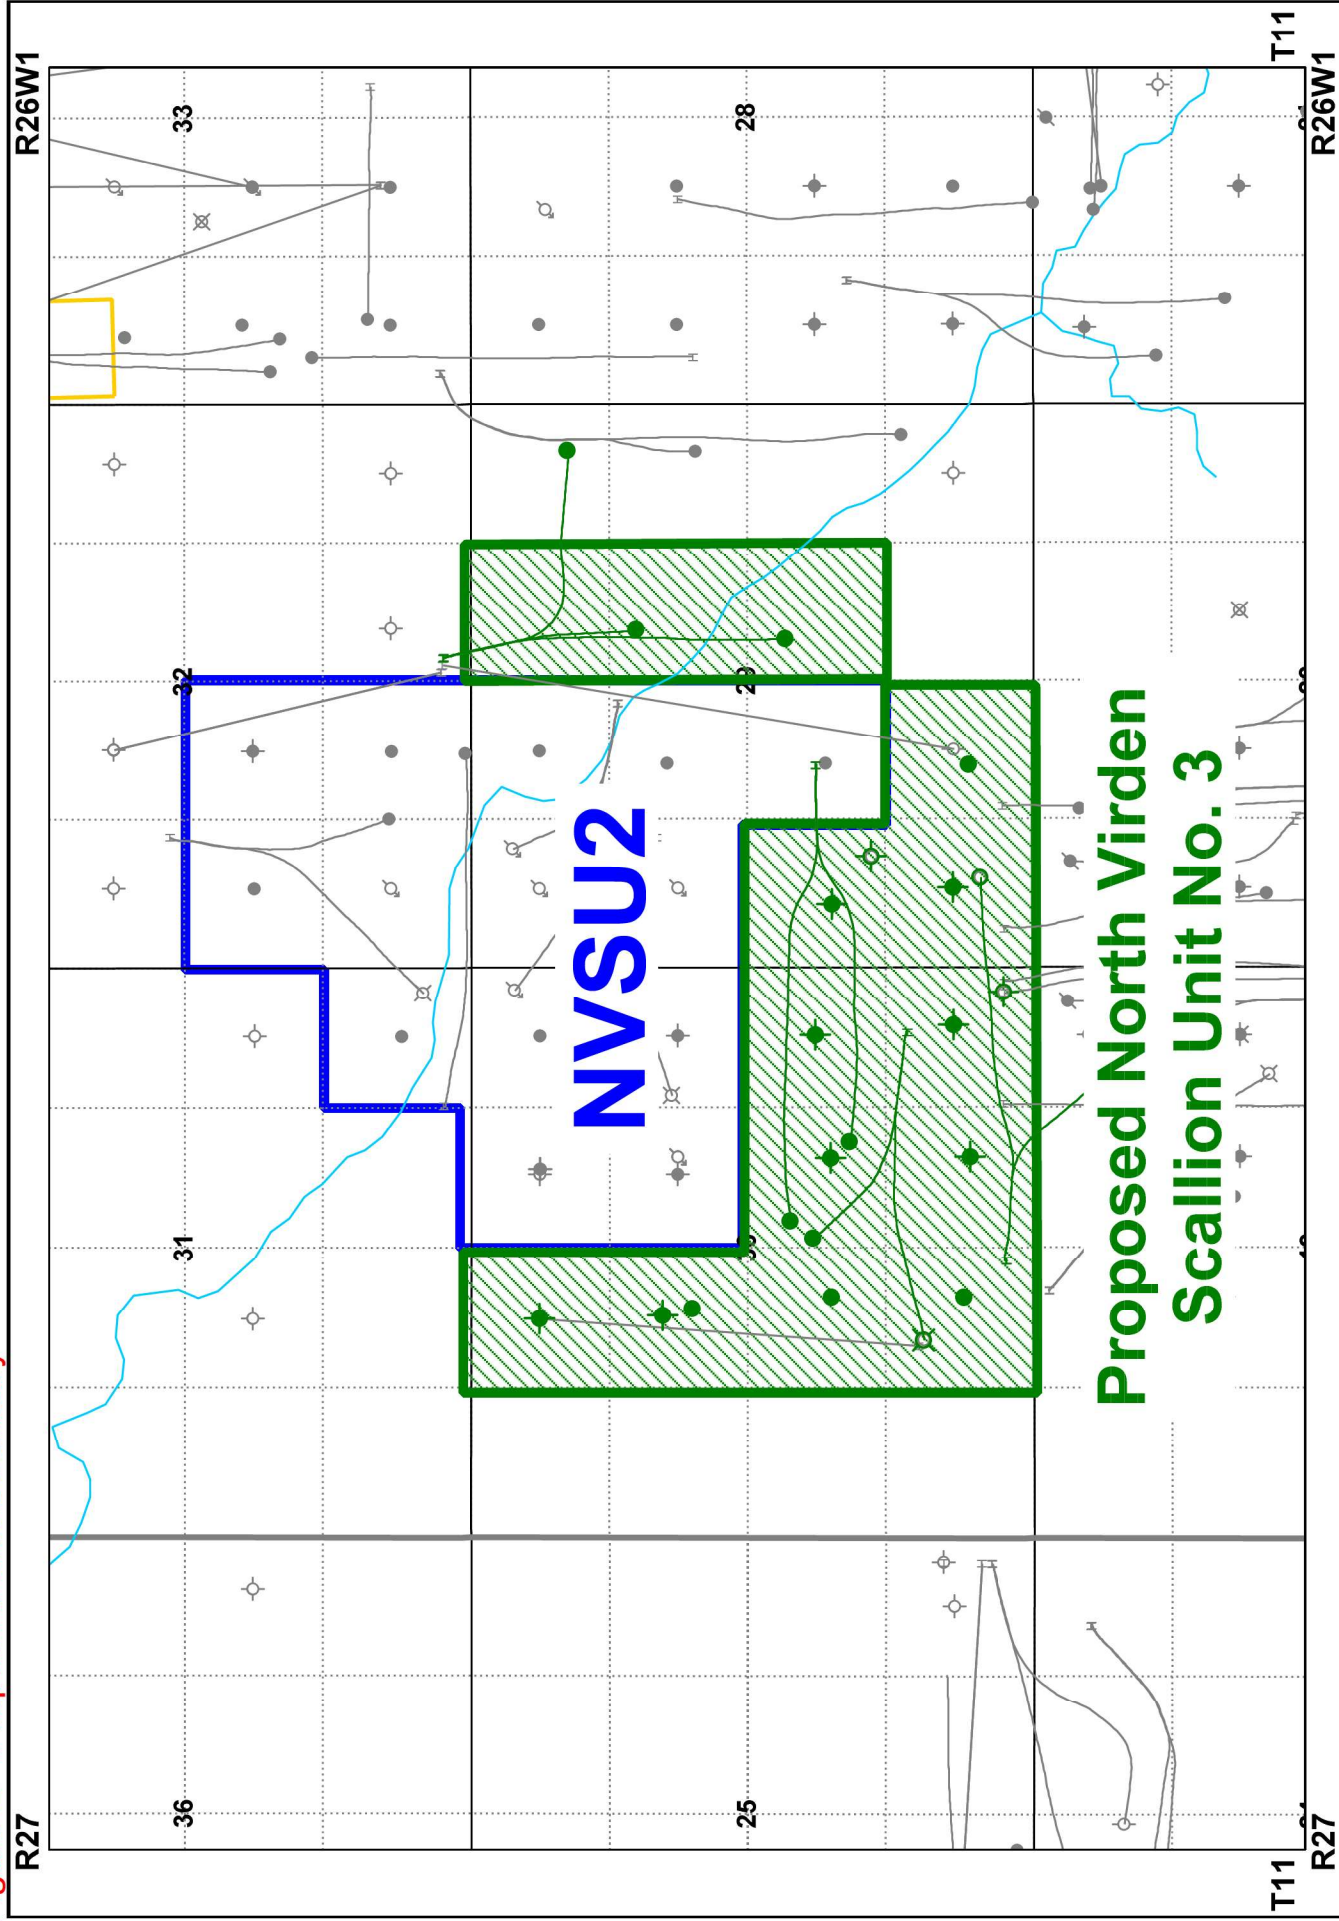 R27
R26W1
36
31
32
33
NVSU2
25
29
28
Proposed North Virden
Scallion Unit No. 3
T11
T11
R27
R26W1